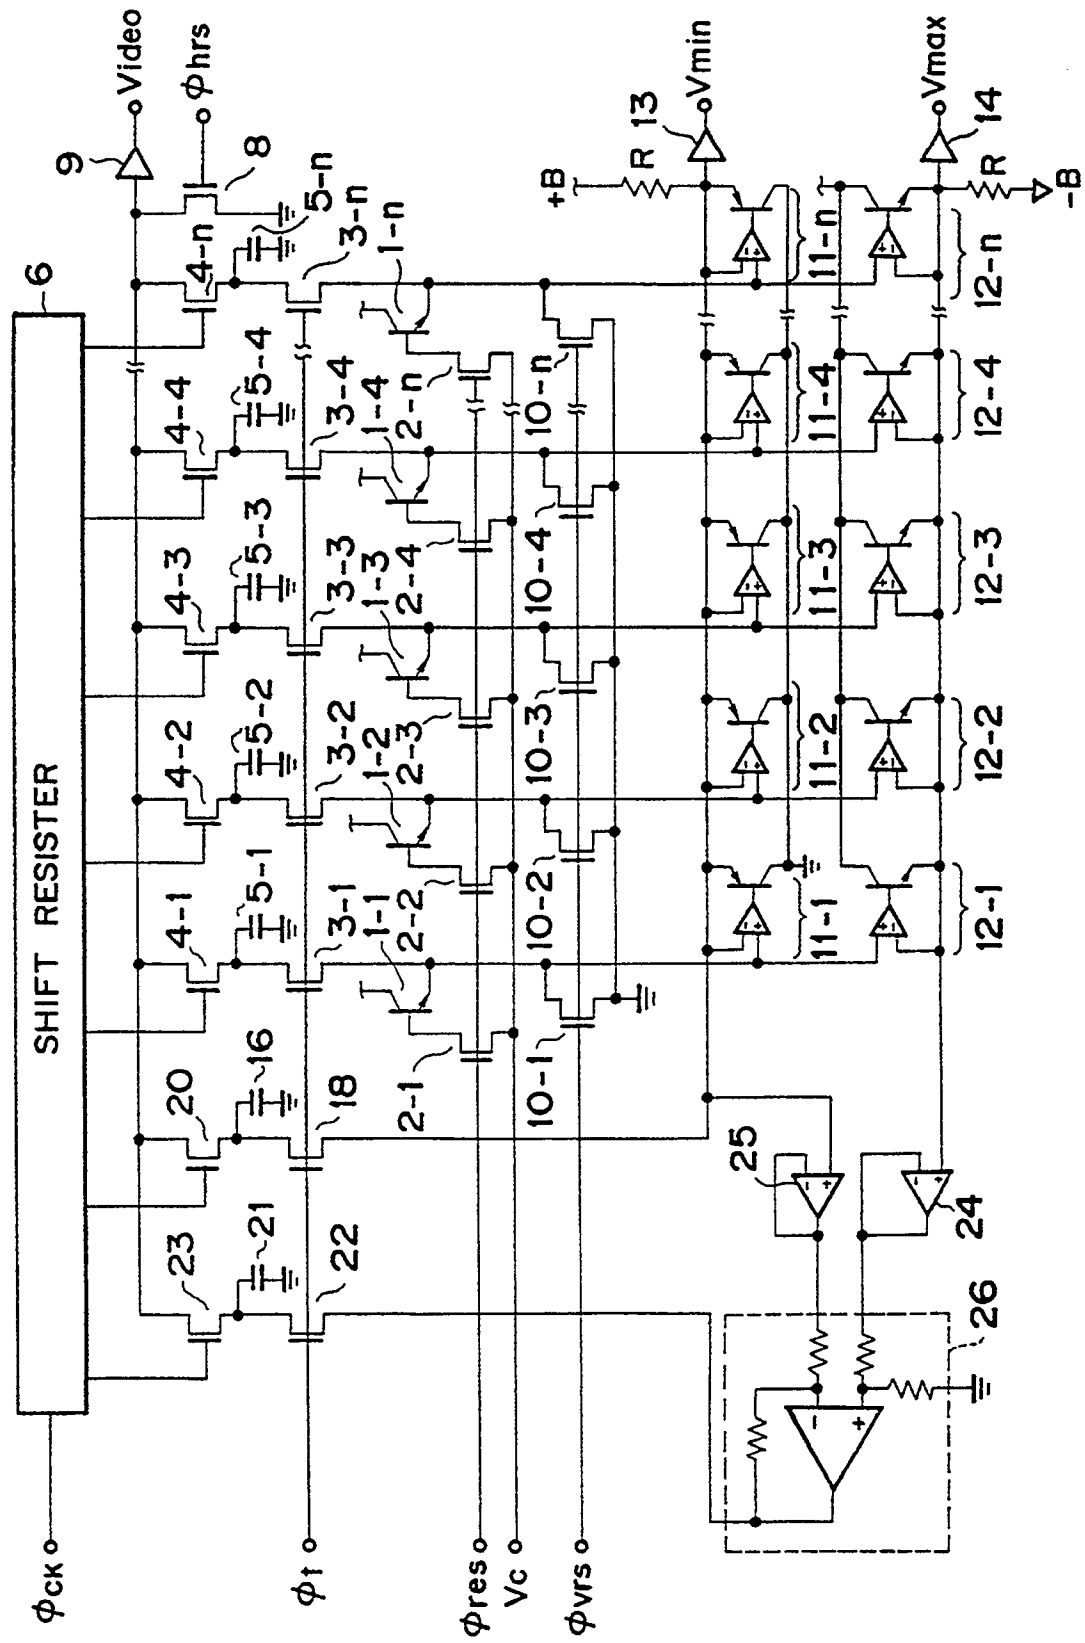 SHIFT RESISTER
6
φCK
Video
9
φhrs
8
23
20
4-1
4-2
4-3
4-4
4-n
21
16
5-1
5-2
5-3
5-4
5-n
φt
22
18
3-1
3-2
3-3
3-4
3-n
1-1
1-2
1-3
1-4
1-n
φres
2-1
2-2
2-3
2-4
2-n
Vc
φvrs
10-1
10-2
10-3
10-4
10-n
+B
R
13
Vmin
25
- +
11-1
11-2
11-3
11-4
11-n
Vmax
14
R
-B
24
- +
12-1
12-2
12-3
12-4
12-n
26
-
+